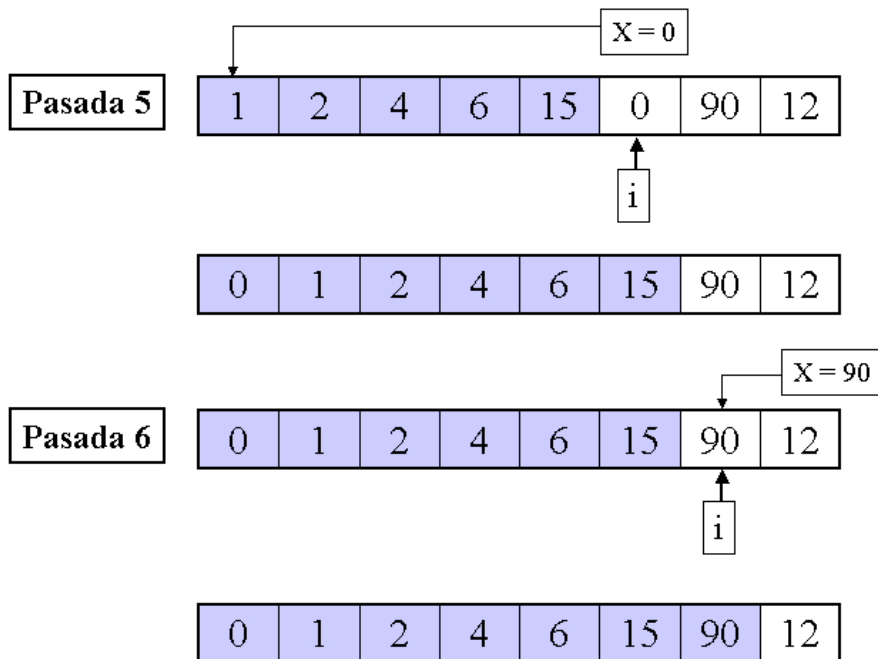 X = 0
Pasada 5 1 2 4 6 15 0 90 12
i
0 1 2 4 6 15 90 12
X = 90
Pasada 6 0 1 2 4 6 15 90 12
i
0 1 2 4 6 15 90 12